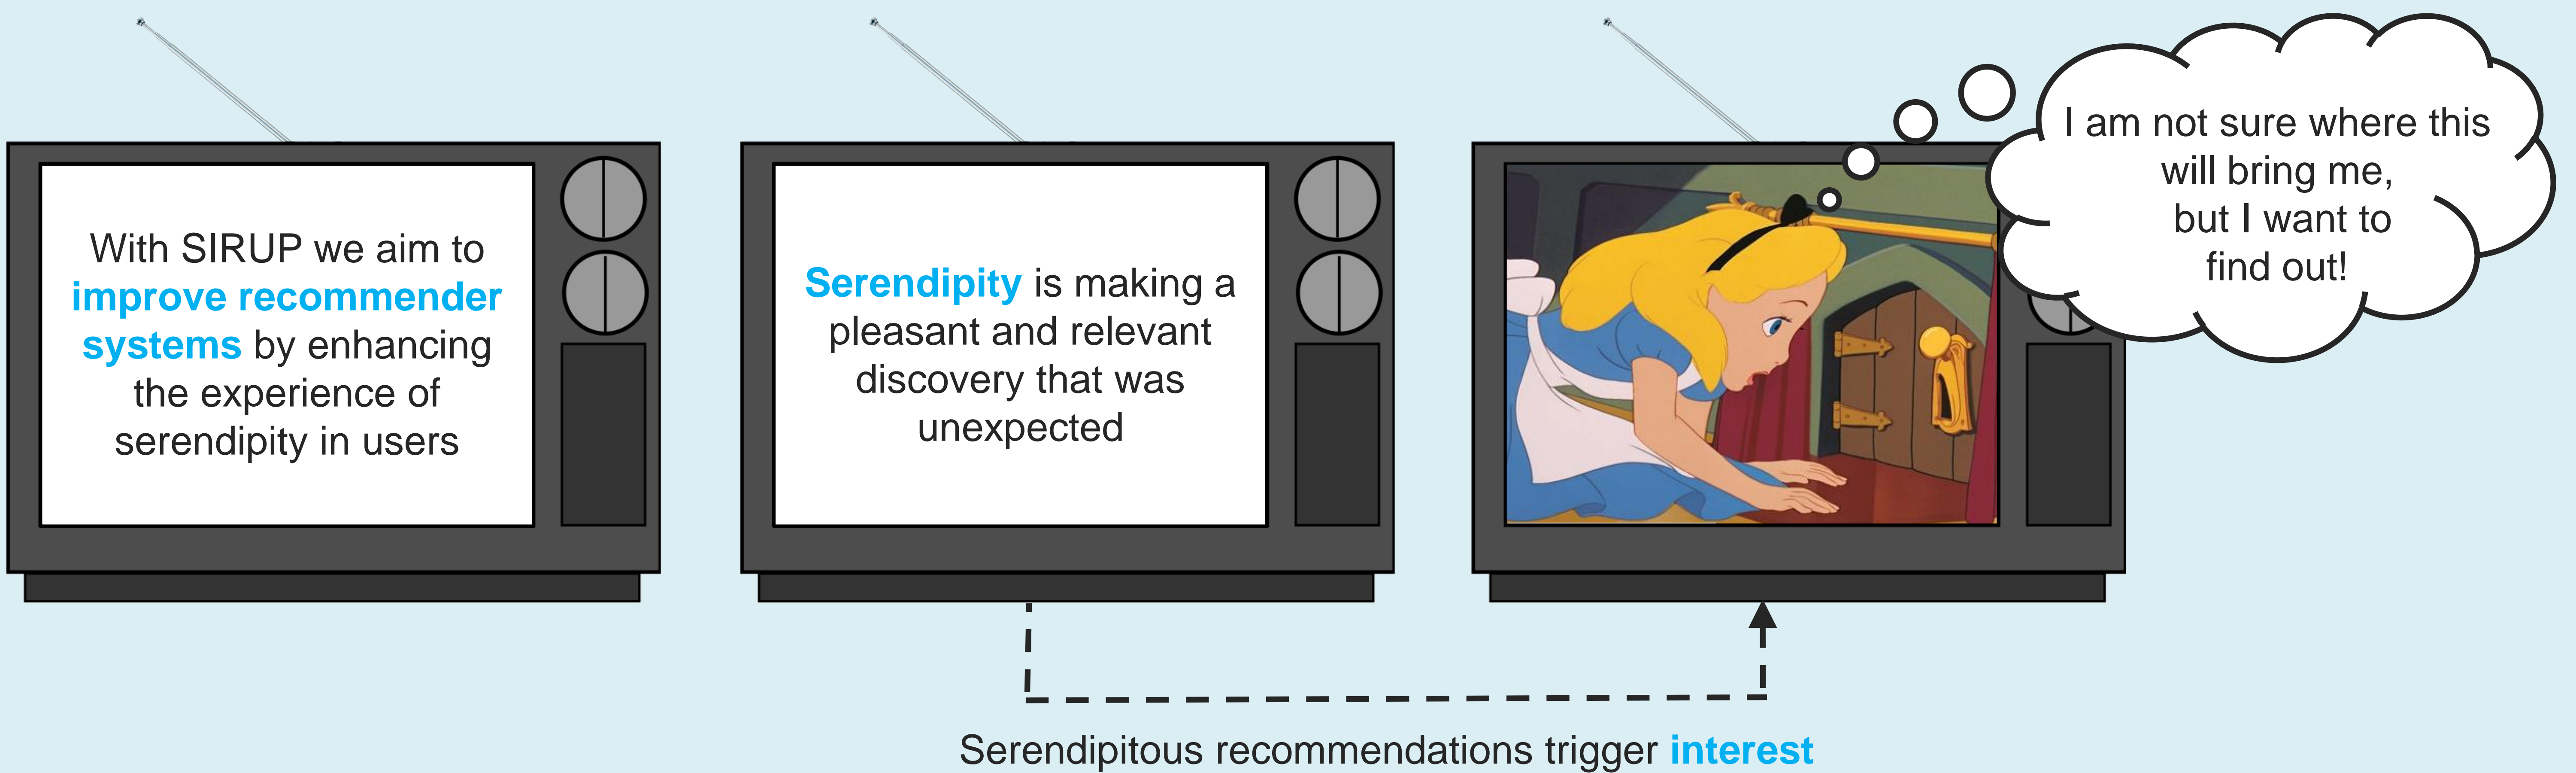 With SIRUP we aim to
improve recommender
systems by enhancing
the experience of
serendipity in users
Serendipity is making a
pleasant and relevant
discovery that was
unexpected
I am not sure where this
will bring me,
but I want to
find out!
Serendipitous recommendations trigger interest